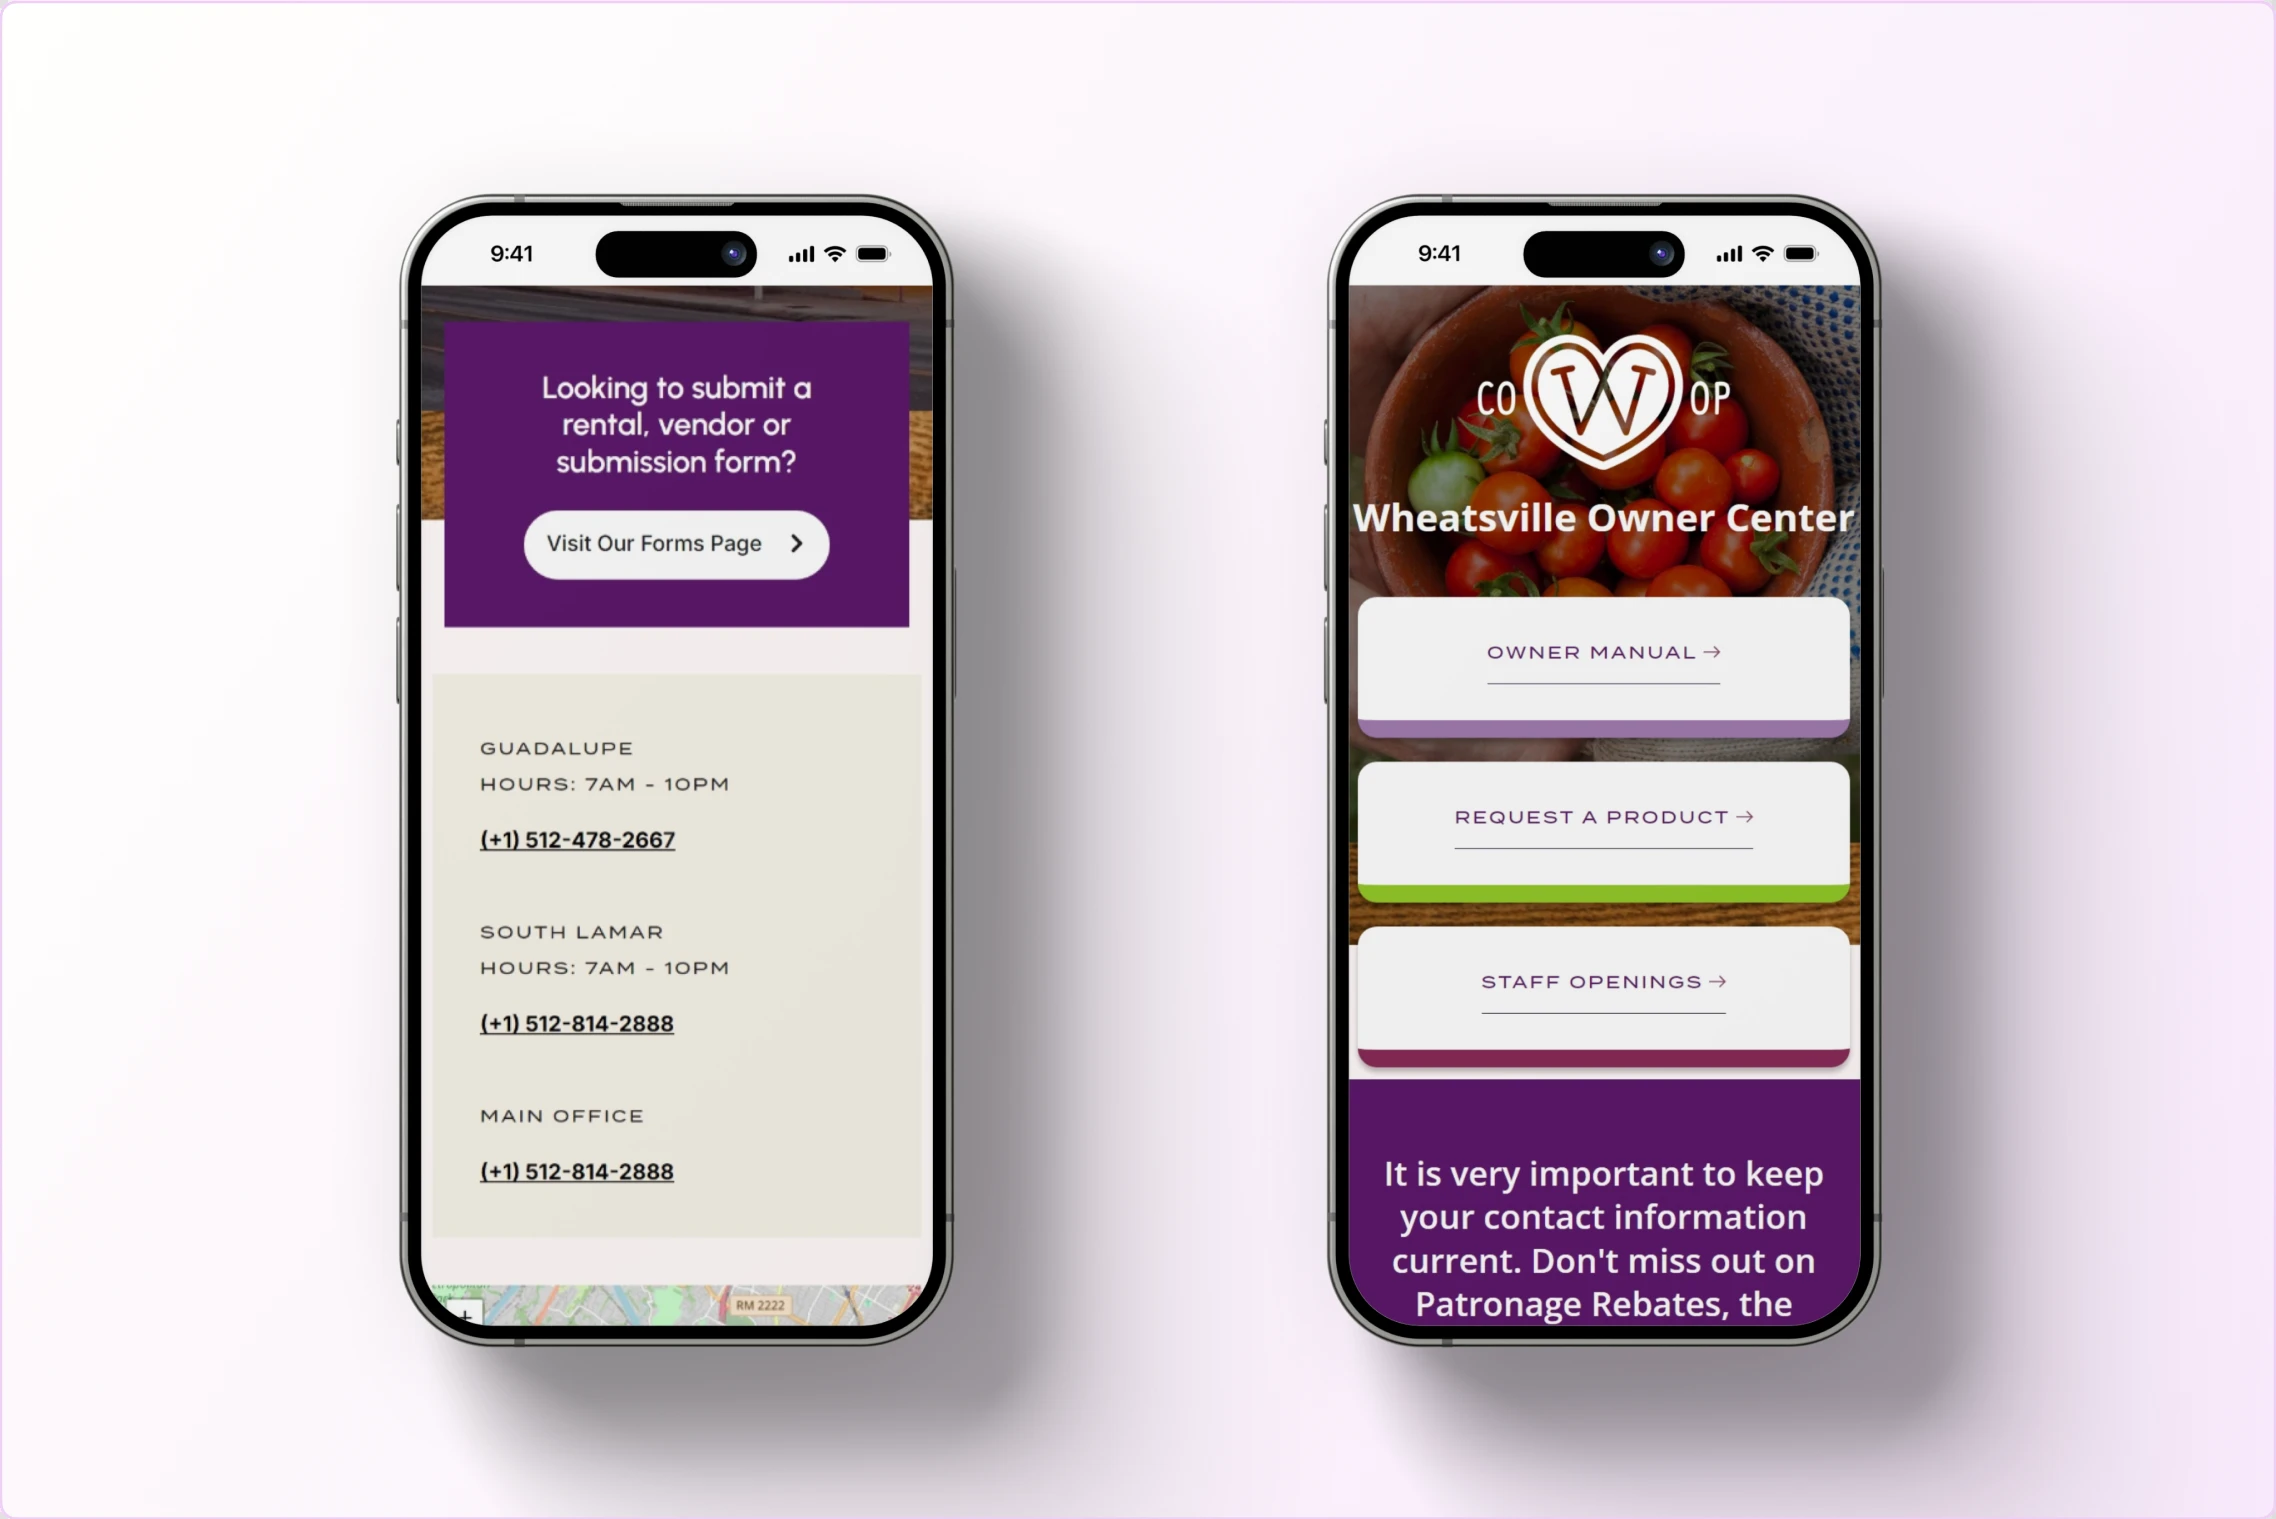 9:41
Looking to submit a
rental, vendor or
submission form?
Visit Our Forms Page
GUADALUPE
HOURS: 7AM - 10PM
(+1) 512-478-2667
SOUTH LAMAR
HOURS: 7AM - 10PM
(+1) 512-814-2888
MAIN OFFICE
(+1) 512-814-2888
RM 2222
+
9:41
CO W OP
Wheatsville Owner Center
OWNER MANUAL →
REQUEST A PRODUCT →
STAFF OPENINGS →
It is very important to keep
your contact information
current. Don't miss out on
Patronage Rebates, the